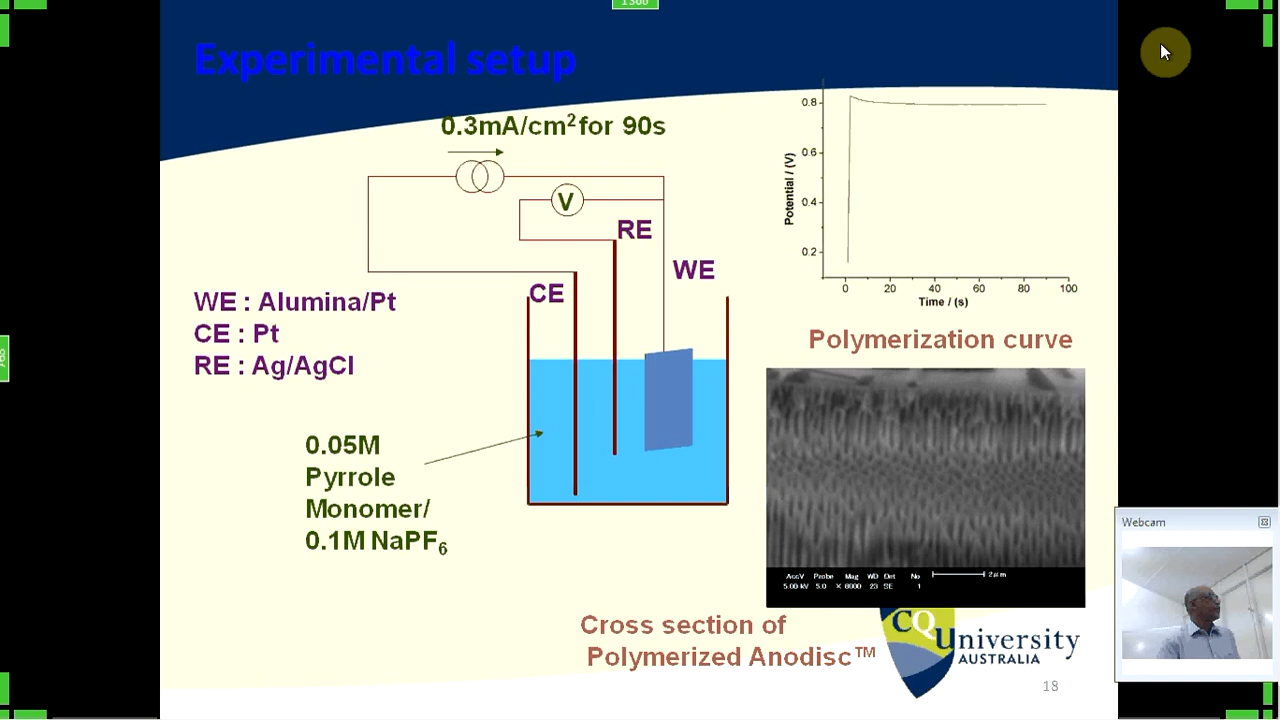 1366
Experimental setup
0.3mA/cm² for 90s
V
RE
WE
CE
WE : Alumina/Pt
CE : Pt
RE : Ag/AgCl
0.05M
Pyrrole
Monomer/
0.1M NaPF₆
0.8
0.6
0.4
0.2
Potential / (V)
0 20 40 60 80 100
Time / (s)
Polymerization curve
AccV Probe Mag WD Det No
5.00 kV 5.0 X 6000 23 SE 1
2µm
Cross section of
Polymerized Anodisc™
CQUniversity
AUSTRALIA
18
Webcam
768